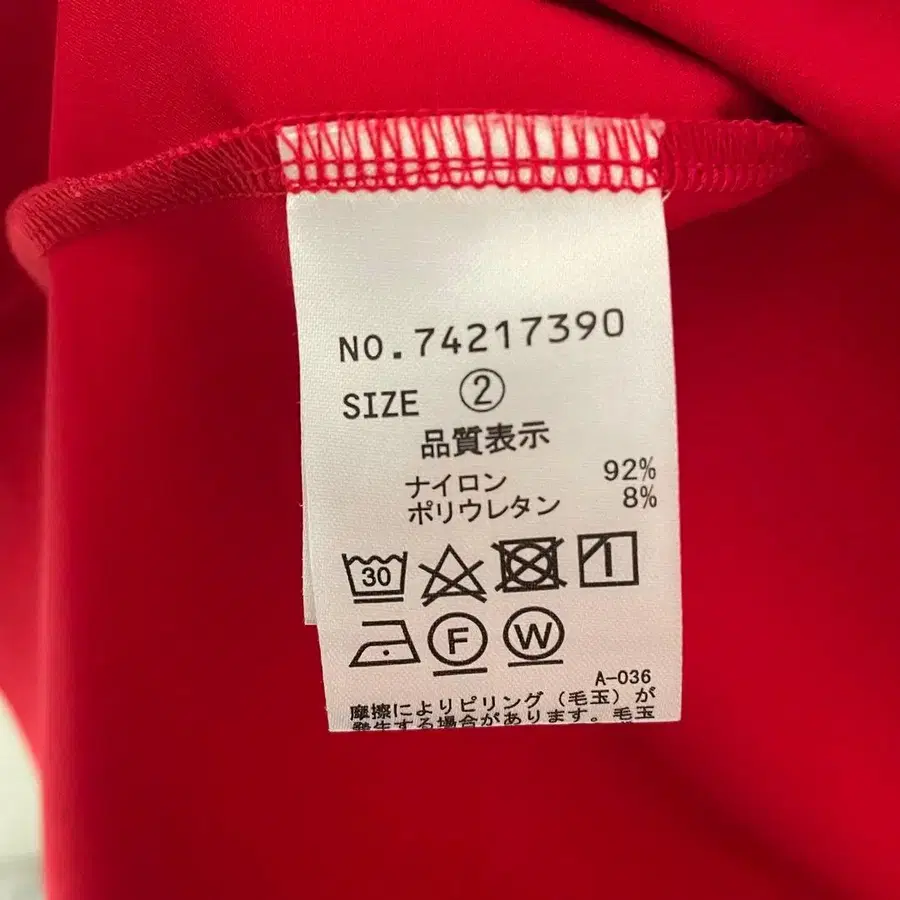 NO.74217390
SIZE ②
品質表示
ナイロン 92%
ポリウレタン 8%
30
F W
A-036
摩擦によりピリング(毛玉)が
発生する場合があります。毛玉